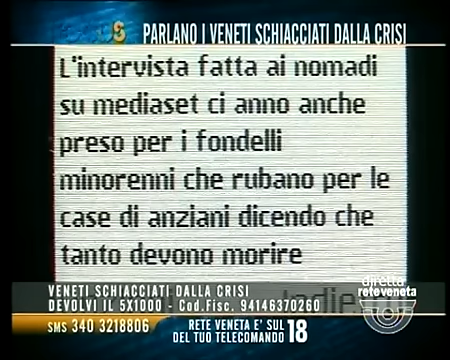 PARLANO I VENETI SCHIACCIATI DALLA CRISI
L'intervista fatta ai nomadi
su mediaset ci anno anche
preso per i fondelli
minorenni che rubano per le
case di anziani dicendo che
tanto devono morire
diretta
reteveneta
VENETI SCHIACCIATI DALLA CRISI
DEVOLVI IL 5X1000 - Cod.Fisc. 94146370260
SMS 340 3218806
RETE VENETA E' SUL
DEL TUO TELECOMANDO 18